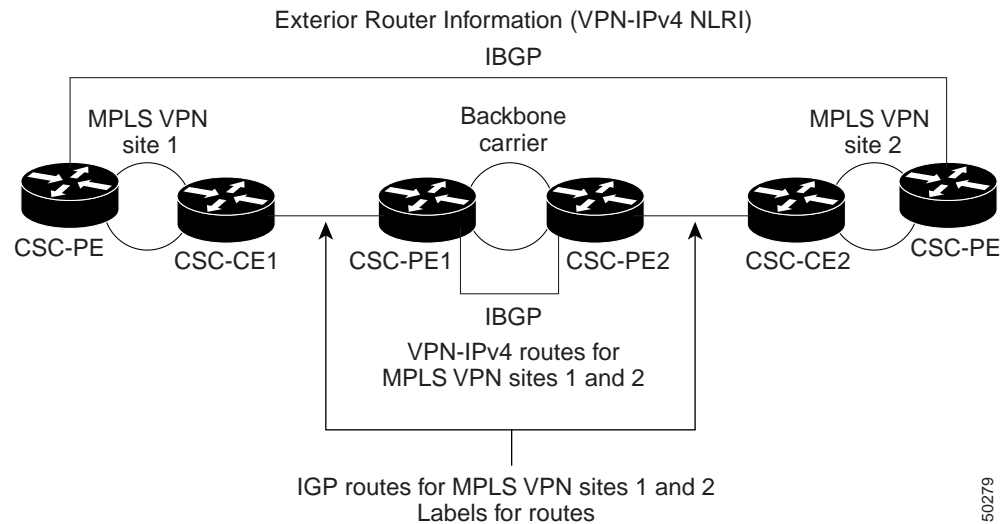 Exterior Router Information (VPN-IPv4 NLRI)
IBGP
MPLS VPN
site 1
Backbone
carrier
MPLS VPN
site 2
CSC-PE
CSC-CE1
CSC-PE1
CSC-PE2
CSC-CE2
CSC-PE
IBGP
VPN-IPv4 routes for
MPLS VPN sites 1 and 2
IGP routes for MPLS VPN sites 1 and 2
Labels for routes
50279